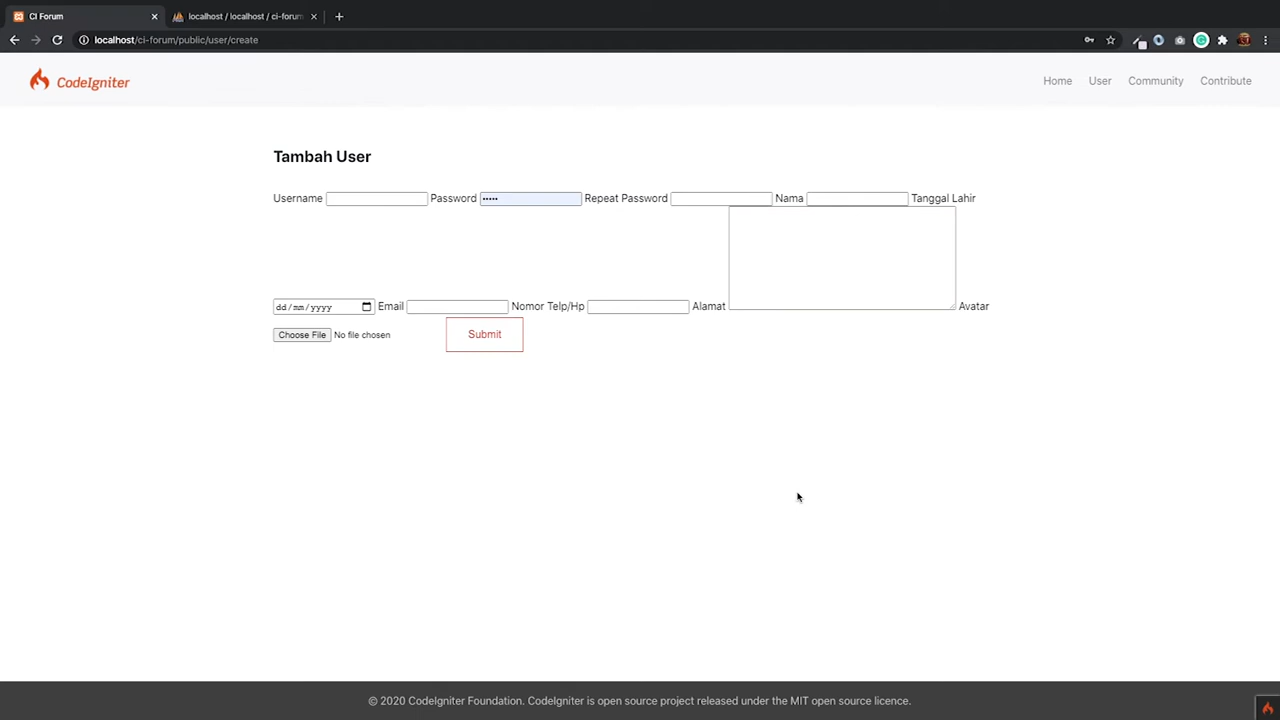 CI Forum
localhost / localhost / ci-forum
localhost/ci-forum/public/user/create
CodeIgniter
Home User Community Contribute
Tambah User
Username Password ••••• Repeat Password Nama Tanggal Lahir
dd/mm/yyyy Email Nomor Telp/Hp Alamat Avatar
Choose File No file chosen Submit
© 2020 CodeIgniter Foundation. CodeIgniter is open source project released under the MIT open source licence.